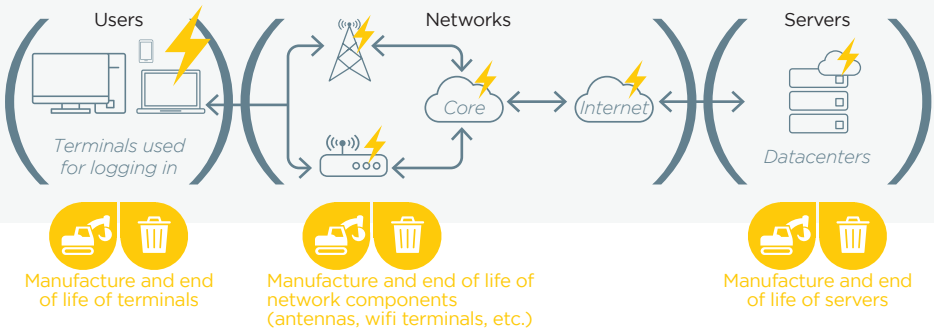 Users
Networks
Servers
Core
Internet
Terminals used
for logging in
Datacenters
Manufacture and end
of life of terminals
Manufacture and end of life of
network components
(antennas, wifi terminals, etc.)
Manufacture and end
of life of servers